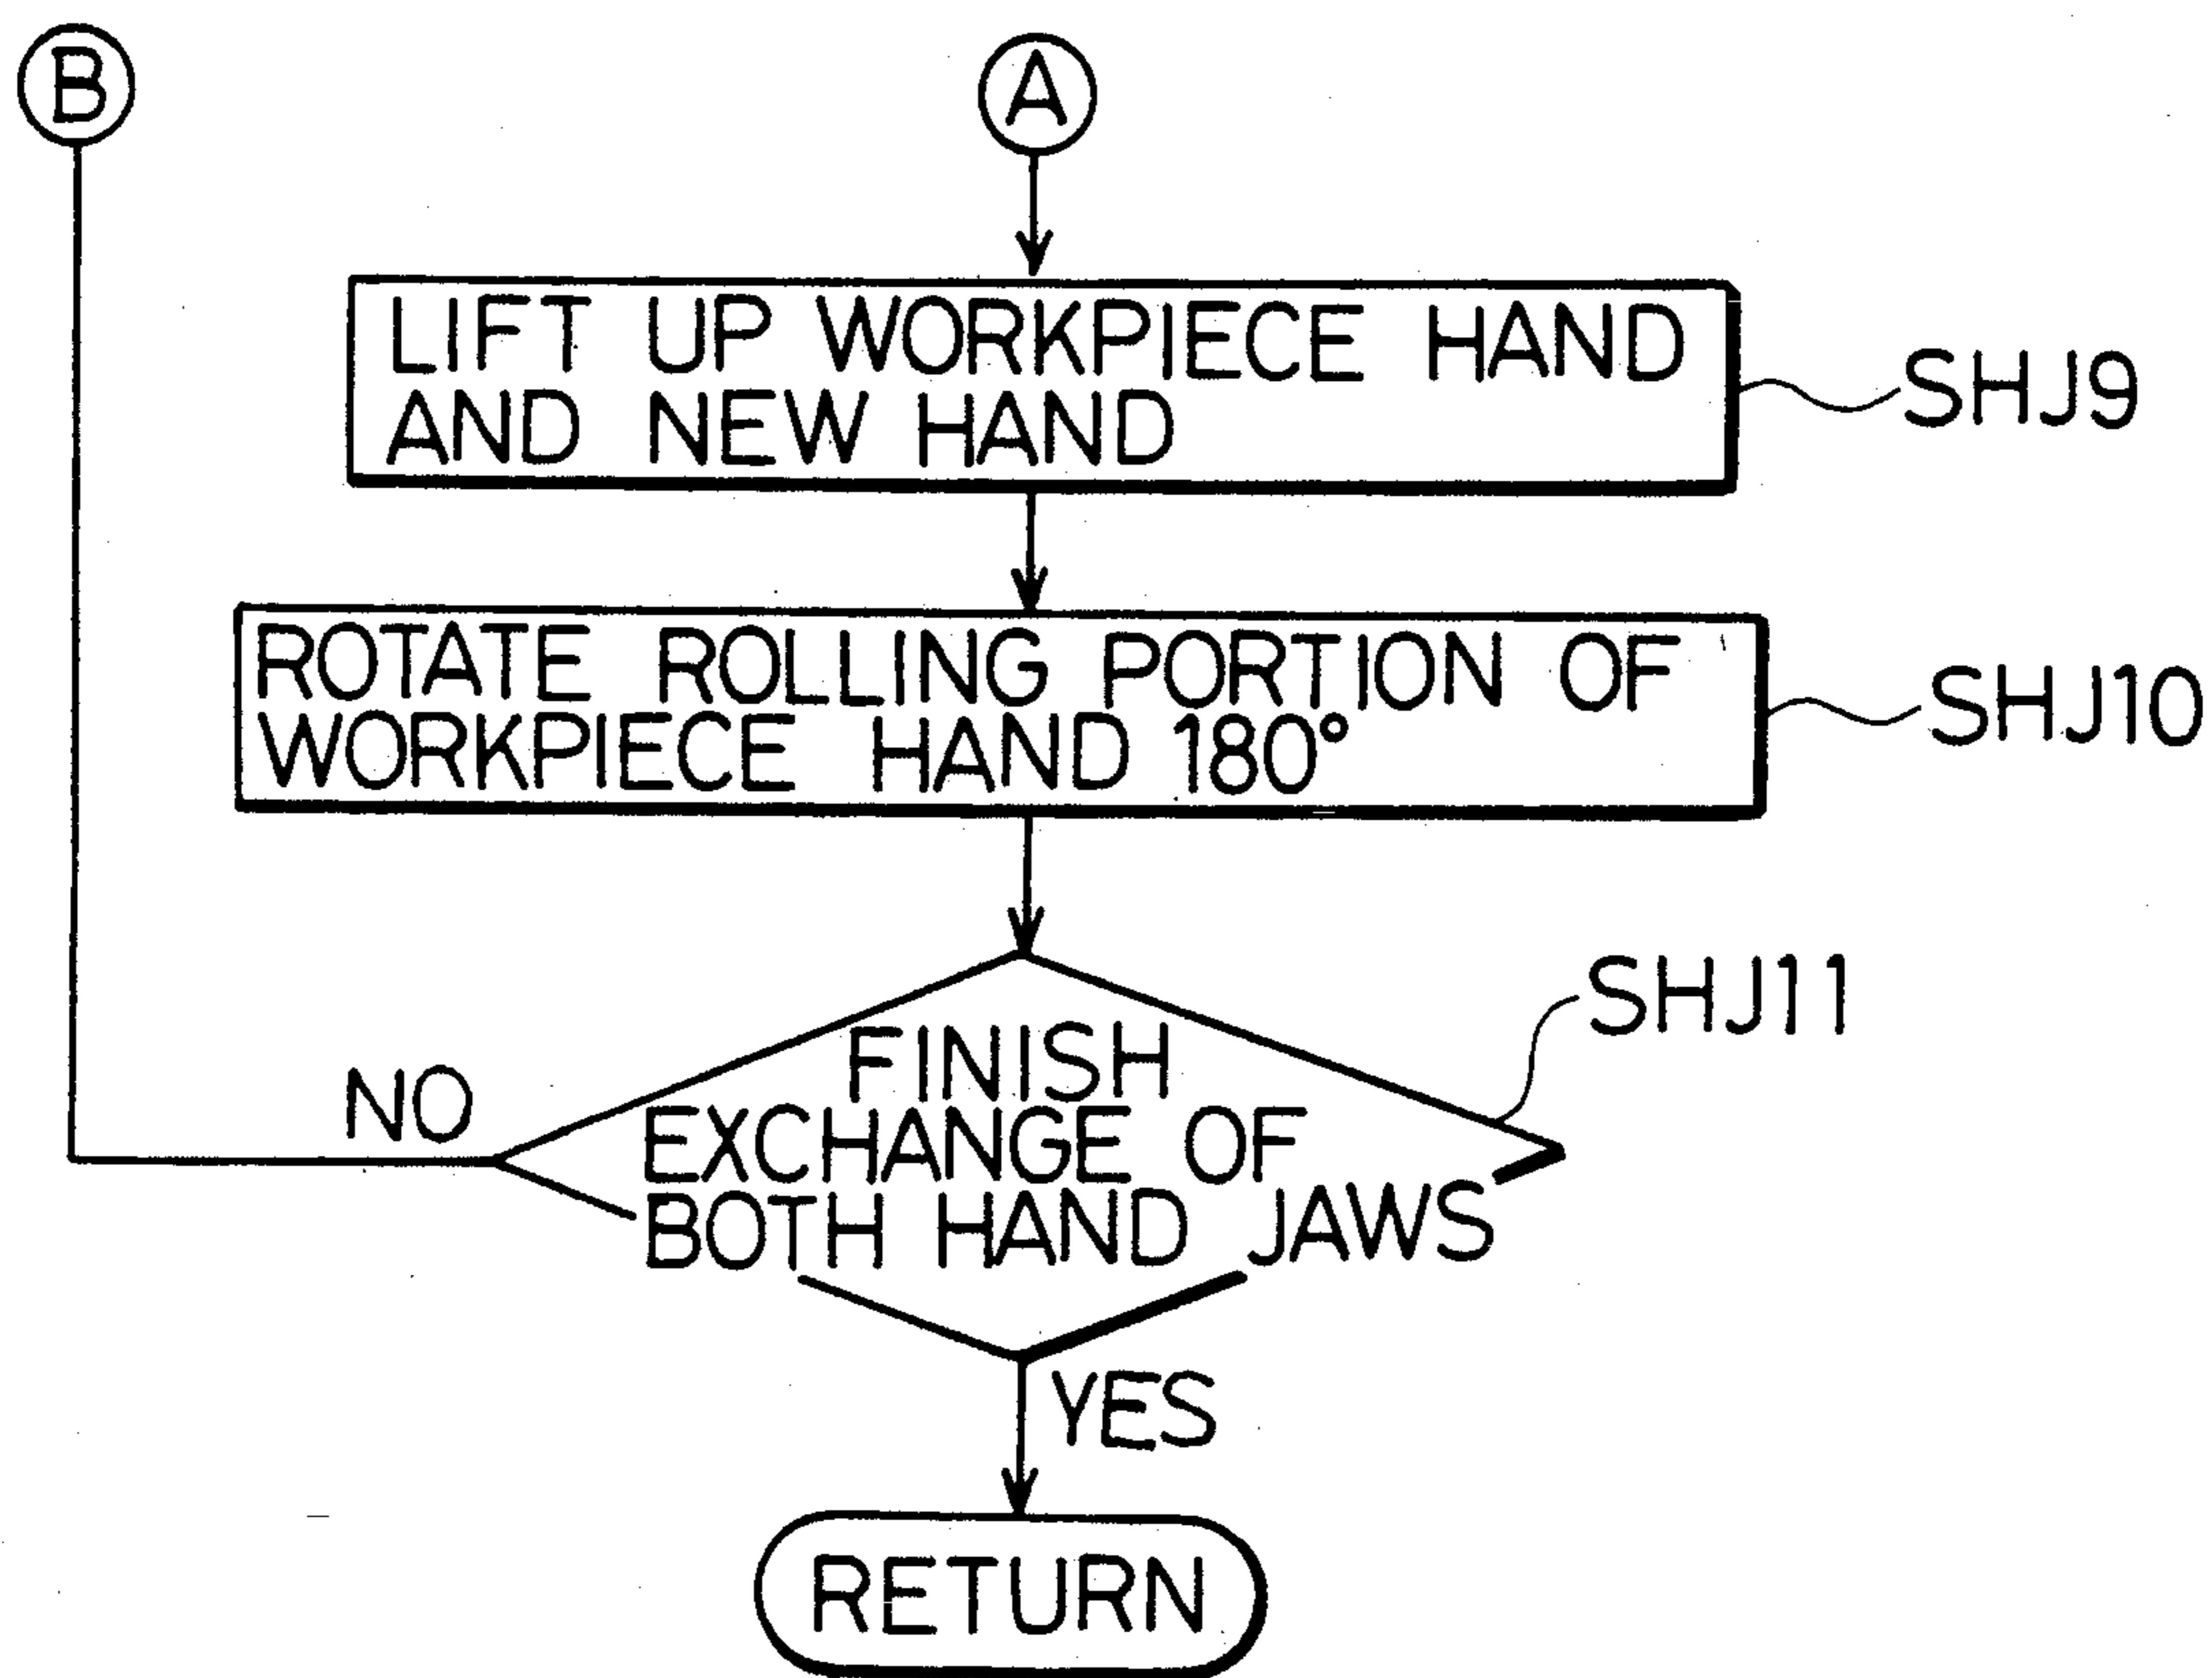 B
A
LIFT UP WORKPIECE HAND
AND NEW HAND
SHJ9
ROTATE ROLLING PORTION OF
WORKPIECE HAND 180°
SHJ10
SHJ11
FINISH
EXCHANGE OF
BOTH HAND JAWS
NO
YES
RETURN